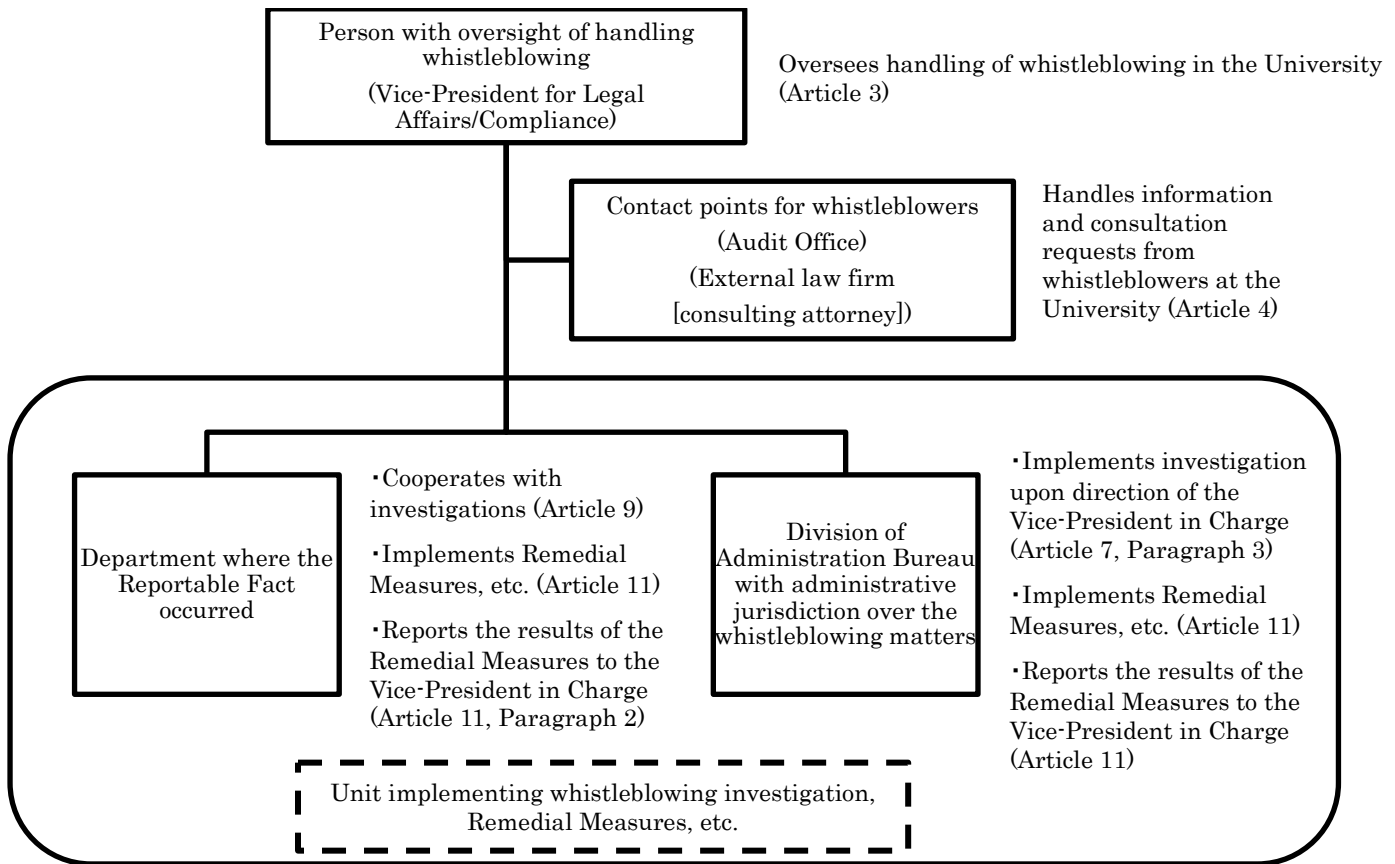 Person with oversight of handling
whistleblowing
(Vice-President for Legal
Affairs/Compliance)
Oversees handling of whistleblowing in the University
(Article 3)
Contact points for whistleblowers
(Audit Office)
(External law firm
[consulting attorney])
Handles information
and consultation
requests from
whistleblowers at the
University (Article 4)
Department where the
Reportable Fact
occurred
・Cooperates with
investigations (Article 9)
・Implements Remedial
Measures, etc. (Article 11)
・Reports the results of the
Remedial Measures to the
Vice-President in Charge
(Article 11, Paragraph 2)
Division of
Administration Bureau
with administrative
jurisdiction over the
whistleblowing matters
・Implements investigation
upon direction of the
Vice-President in Charge
(Article 7, Paragraph 3)
・Implements Remedial
Measures, etc. (Article 11)
・Reports the results of the
Remedial Measures to the
Vice-President in Charge
(Article 11)
Unit implementing whistleblowing investigation,
Remedial Measures, etc.